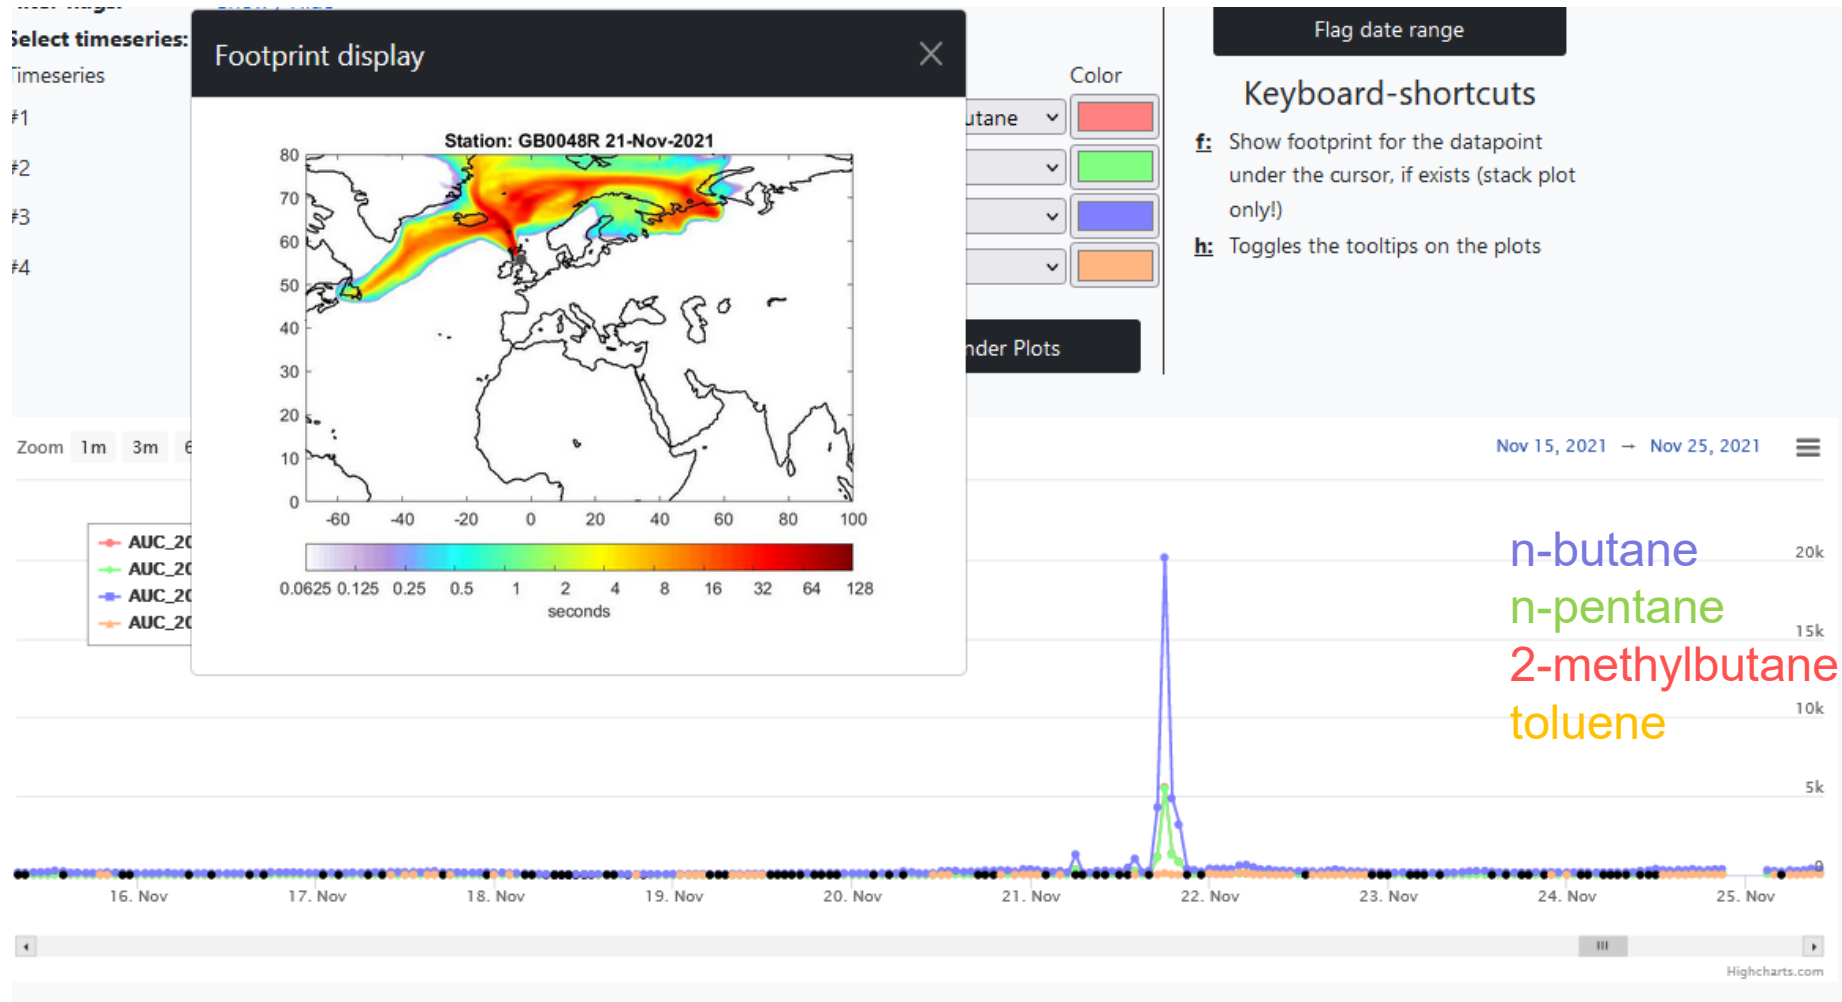 Select timeseries:
Timeseries
#1
#2
#3
#4
Footprint display
Station: GB0048R 21-Nov-2021
80
70
60
50
40
30
20
10
0
-60 -40 -20 0 20 40 60 80 100
0.0625 0.125 0.25 0.5 1 2 4 8 16 32 64 128
seconds
Color
Flag date range
Keyboard-shortcuts
f: Show footprint for the datapoint
under the cursor, if exists (stack plot
only!)
h: Toggles the tooltips on the plots
Zoom 1m 3m
Nov 15, 2021 → Nov 25, 2021
AUC_20
AUC_20
AUC_20
AUC_20
n-butane
n-pentane
2-methylbutane
toluene
20k
15k
10k
5k
0
16. Nov 17. Nov 18. Nov 19. Nov 20. Nov 21. Nov 22. Nov 23. Nov 24. Nov 25. Nov
Highcharts.com